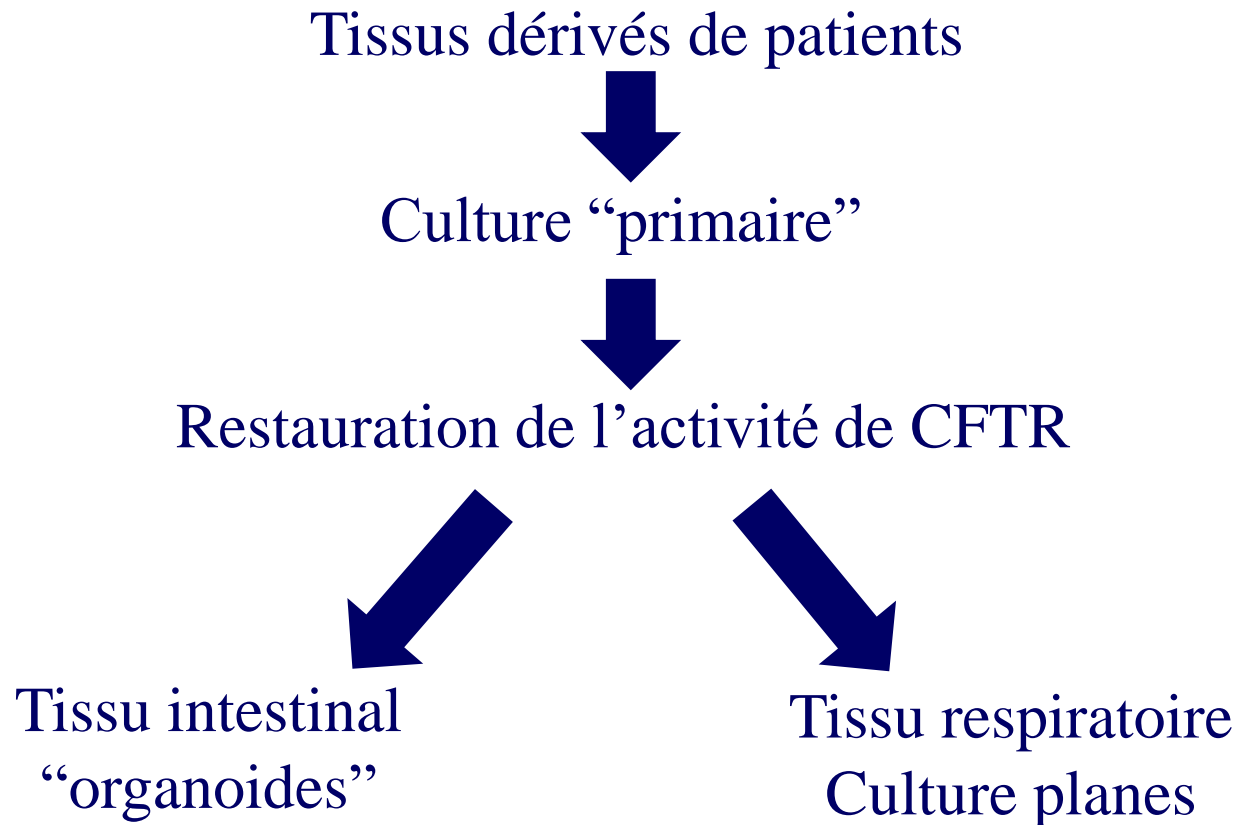 Tissus dérivés de patients
Culture “primaire”
Restauration de l’activité de CFTR
Tissu intestinal
“organoides”
Tissu respiratoire
Culture planes